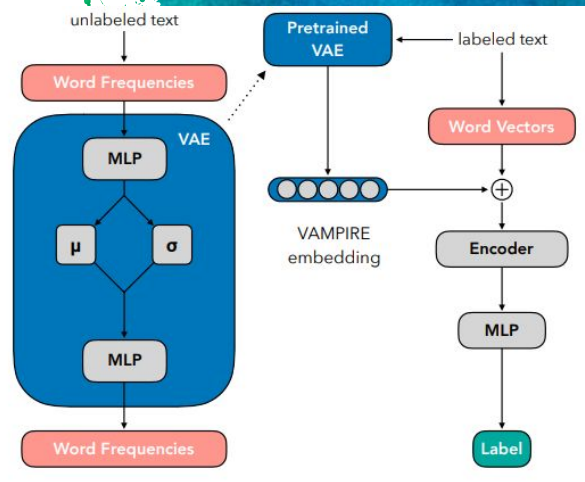 unlabeled text
Word Frequencies
VAE
MLP
μ
σ
MLP
Word Frequencies
Pretrained
VAE
labeled text
Word Vectors
+
VAMPIRE
embedding
Encoder
MLP
Label